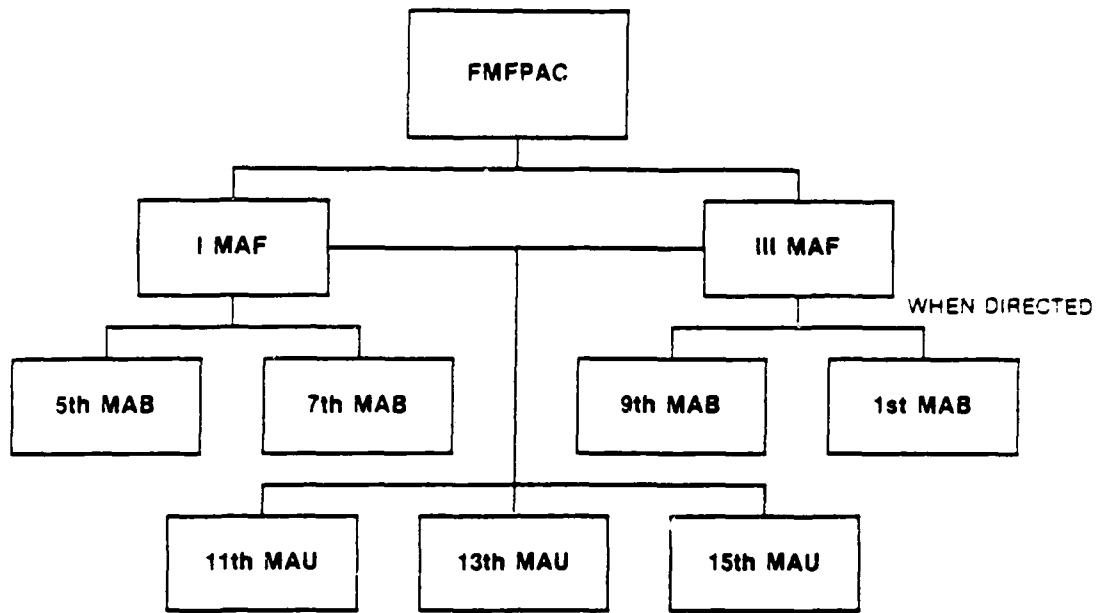 FMFPAC
I MAF
III MAF
WHEN DIRECTED
5th MAB
7th MAB
9th MAB
1st MAB
11th MAU
13th MAU
15th MAU